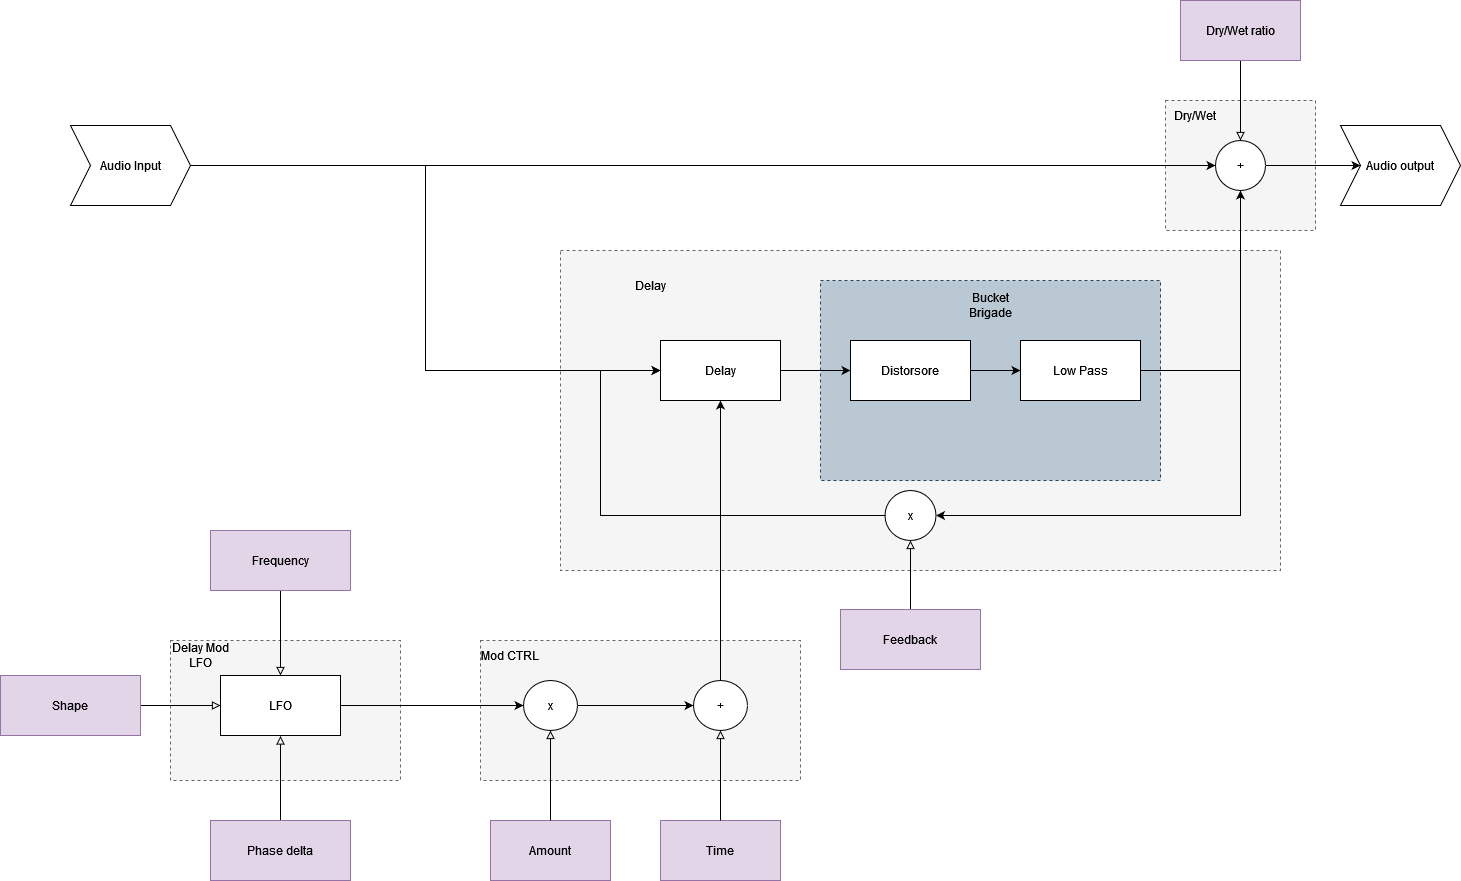 Dry/Wet ratio
Dry/Wet
Audio Input
+
Audio output
Delay
Bucket
Brigade
Delay
Distorsore
Low Pass
x
Frequency
Feedback
Delay Mod
LFO
Mod CTRL
Shape
LFO
x
+
Phase delta
Amount
Time